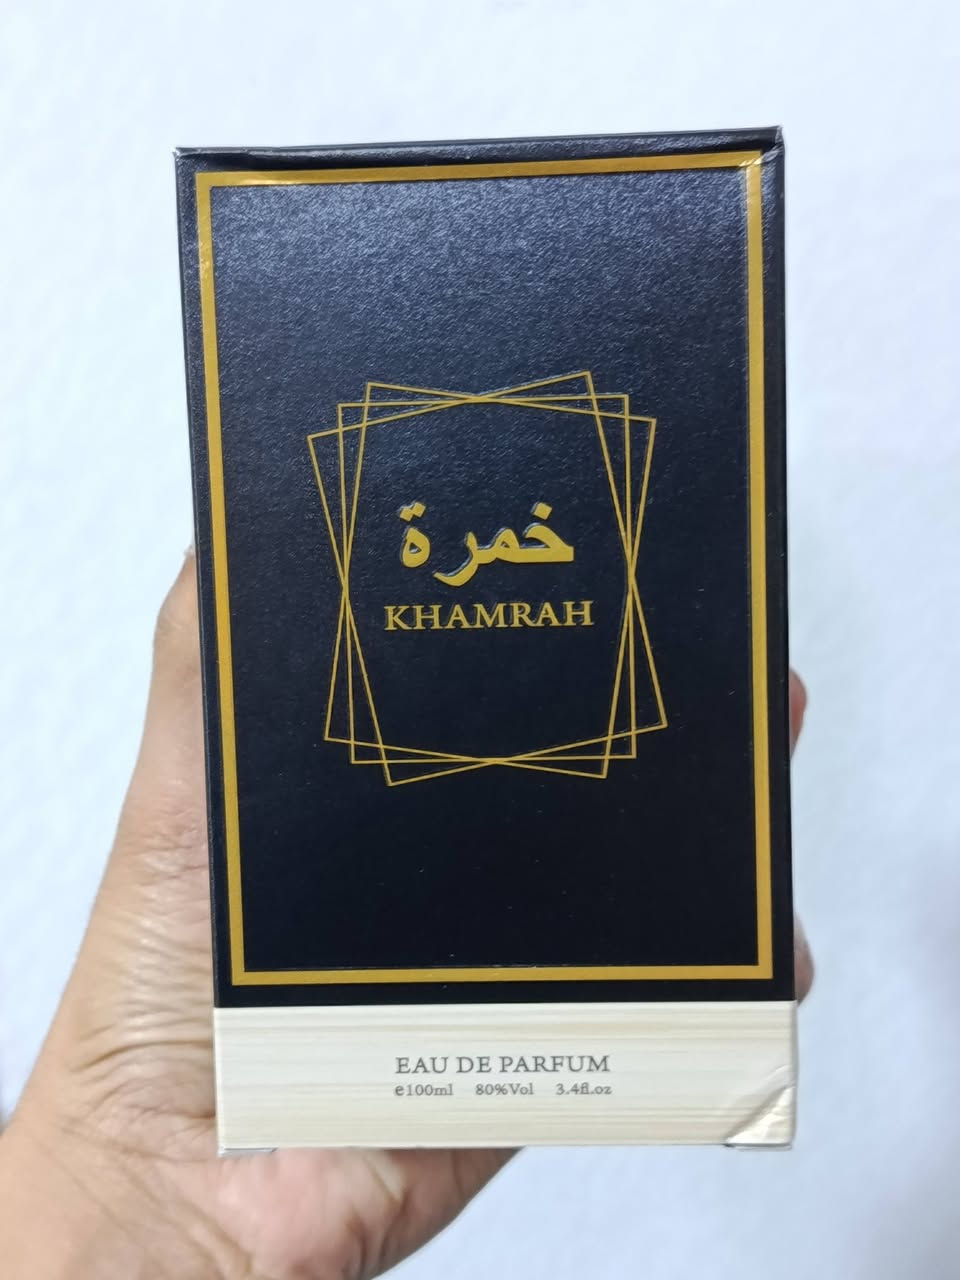 خمرة
KHAMRAH
EAU DE PARFUM
e100ml 80%Vol 3.4fl.oz